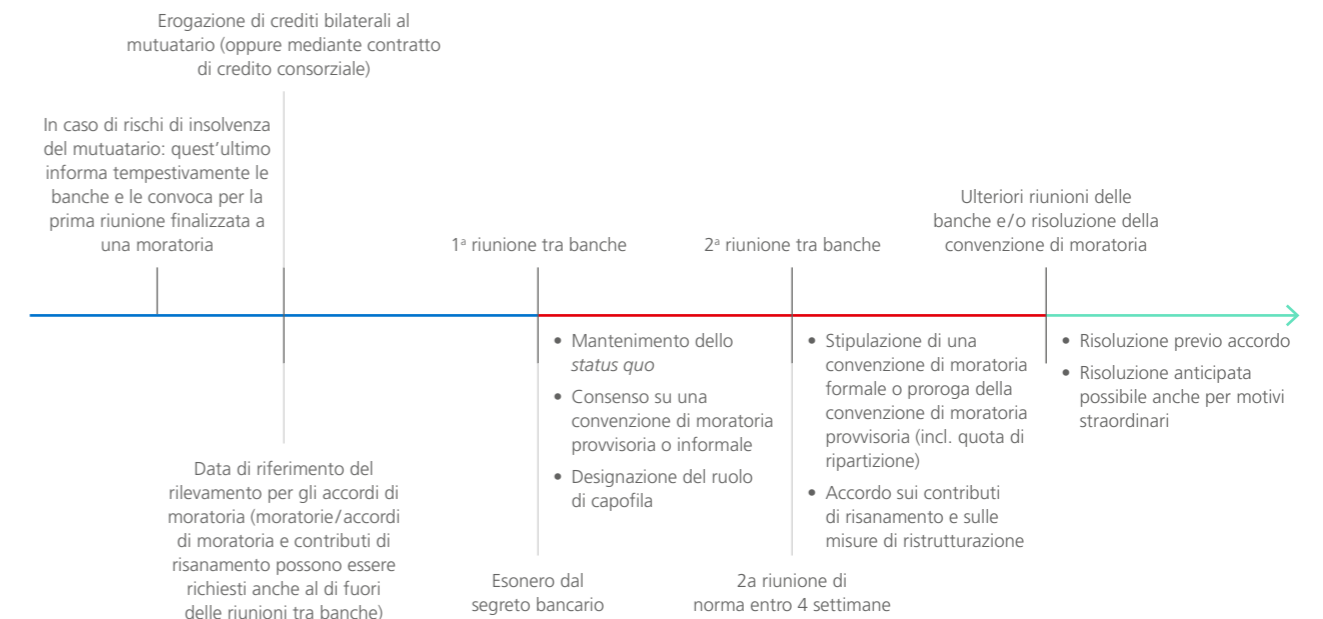 Erogazione di crediti bilaterali al
mutuatario (oppure mediante contratto
di credito consorziale)
In caso di rischi di insolvenza
del mutuatario: quest’ultimo
informa tempestivamente le
banche e le convoca per la
prima riunione finalizzata a
una moratoria
1ª riunione tra banche
2ª riunione tra banche
Ulteriori riunioni delle
banche e/o risoluzione della
convenzione di moratoria
• Mantenimento dello
status quo
• Consenso su una
convenzione di moratoria
provvisoria o informale
• Designazione del ruolo
di capofila
• Stipulazione di una
convenzione di moratoria
formale o proroga della
convenzione di moratoria
provvisoria (incl. quota di
ripartizione)
• Accordo sui contributi
di risanamento e sulle
misure di ristrutturazione
• Risoluzione previo accordo
• Risoluzione anticipata
possibile anche per motivi
straordinari
Data di riferimento del
rilevamento per gli accordi di
moratoria (moratorie/accordi
di moratoria e contributi di
risanamento possono essere
richiesti anche al di fuori
delle riunioni tra banche)
Esonero dal
segreto bancario
2a riunione di
norma entro 4 settimane